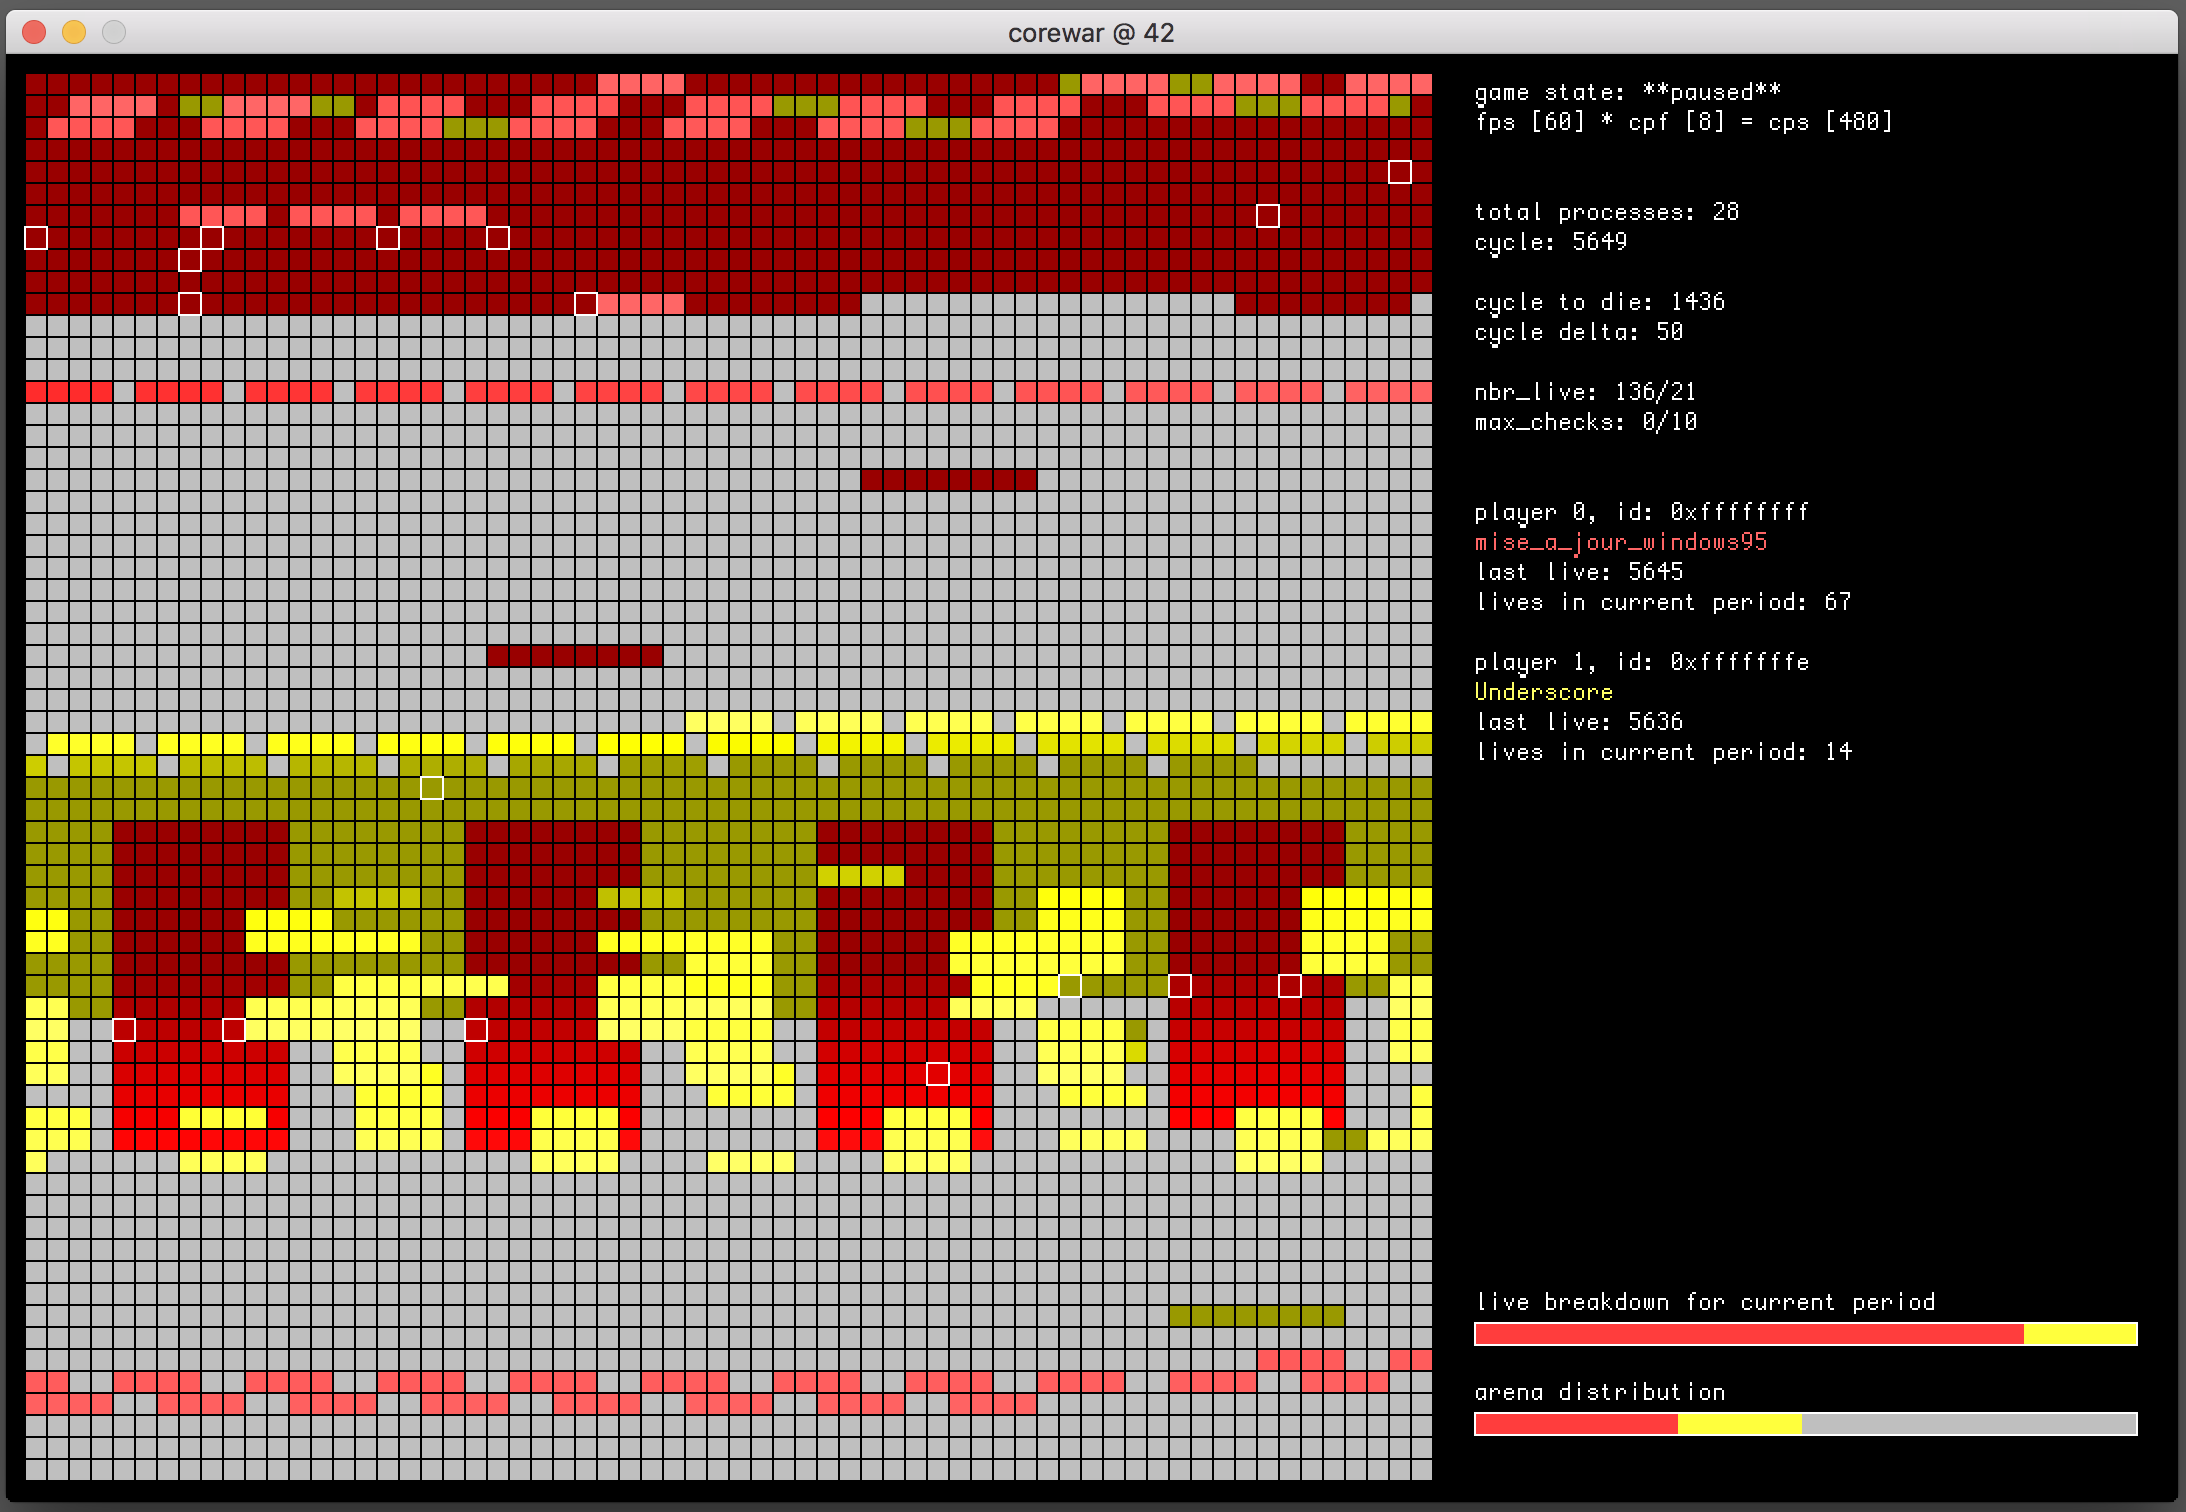 corewar @ 42
game state: **paused**
fps [60] * cpf [8] = cps [480]
total processes: 28
cycle: 5649
cycle to die: 1436
cycle delta: 50
nbr_live: 136/21
max_checks: 0/10
player 0, id: 0xffffffff
mise_a_jour_windows95
last live: 5645
lives in current period: 67
player 1, id: 0xfffffffe
Underscore
last live: 5636
lives in current period: 14
live breakdown for current period
arena distribution